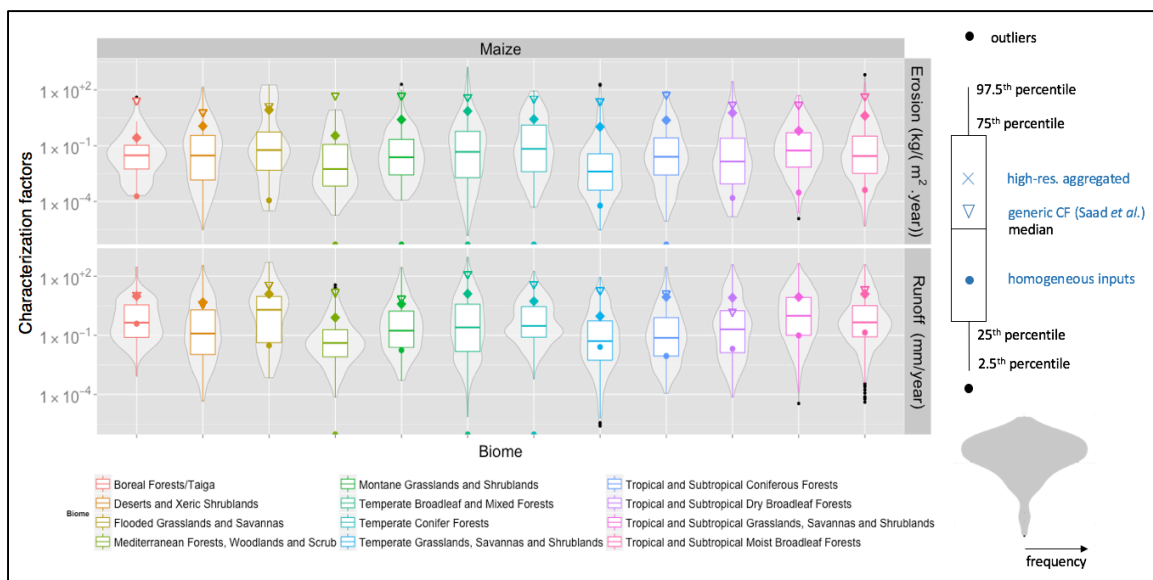 Maize
Characterization factors
1 × 10⁺²
1 × 10⁻¹
1 × 10⁻⁴
Erosion (kg/( m² .year))
1 × 10⁺²
1 × 10⁻¹
1 × 10⁻⁴
Runoff (mm/year)
Biome
Biome
Boreal Forests/Taiga
Deserts and Xeric Shrublands
Flooded Grasslands and Savannas
Mediterranean Forests, Woodlands and Scrub
Montane Grasslands and Shrublands
Temperate Broadleaf and Mixed Forests
Temperate Conifer Forests
Temperate Grasslands, Savannas and Shrublands
Tropical and Subtropical Coniferous Forests
Tropical and Subtropical Dry Broadleaf Forests
Tropical and Subtropical Grasslands, Savannas and Shrublands
Tropical and Subtropical Moist Broadleaf Forests
outliers
97.5th percentile
75th percentile
high-res. aggregated
generic CF (Saad et al.)
median
homogeneous inputs
25th percentile
2.5th percentile
frequency